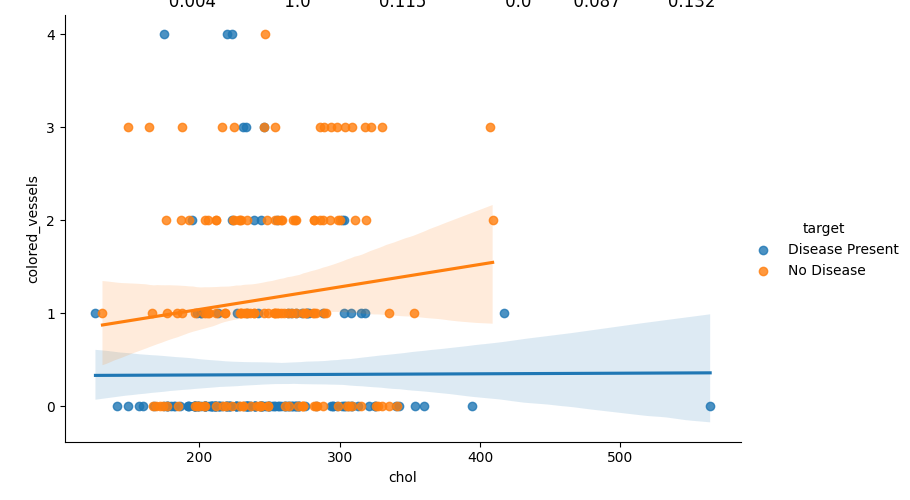 0.004 1.0 0.115 0.0 0.087 0.132
4
3
2
1
0
colored_vessels
200 300 400 500
chol
target
Disease Present
No Disease